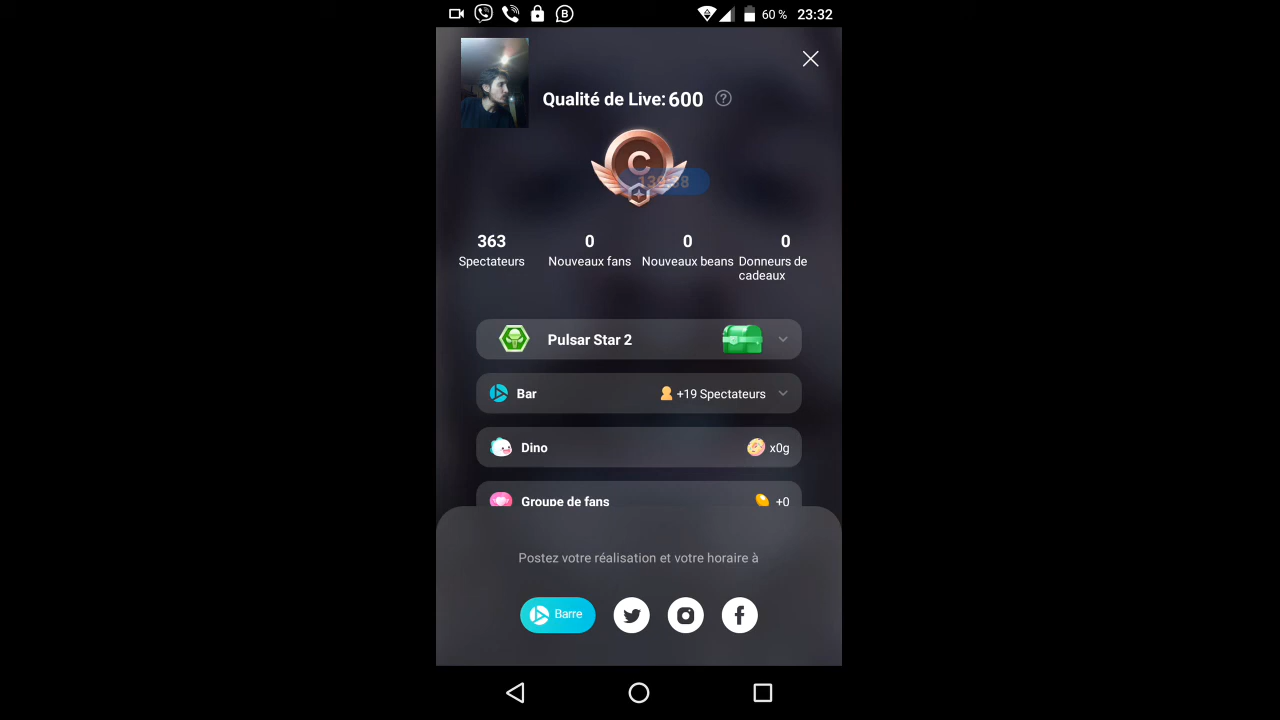 60 %
23:32
Qualité de Live: 600
C
363
Spectateurs
0
Nouveaux fans
0
Nouveaux beans
0
Donneurs de
cadeaux
Pulsar Star 2
Bar
+19 Spectateurs
Dino
x0g
Groupe de fans
+0
Postez votre réalisation et votre horaire à
Barre